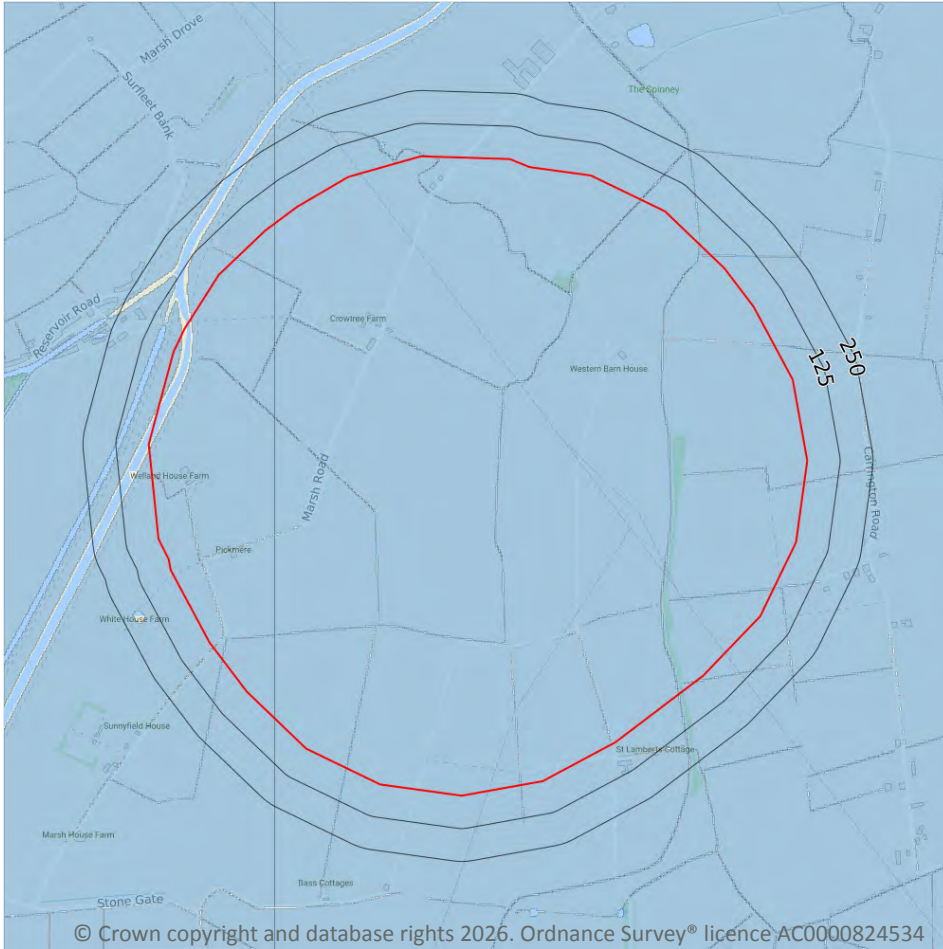 Marsh Drove
Surfleet Bank
The Spinney
Reservoir Road
Crowtree Farm
Western Barn House
250
125
Marsh Road
Carrington Road
Welland House Farm
Pickmere
White House Farm
Sunnyfield House
St Lamberts Cottage
Marsh House Farm
Bass Cottages
Stone Gate
© Crown copyright and database rights 2026. Ordnance Survey® licence AC0000824534